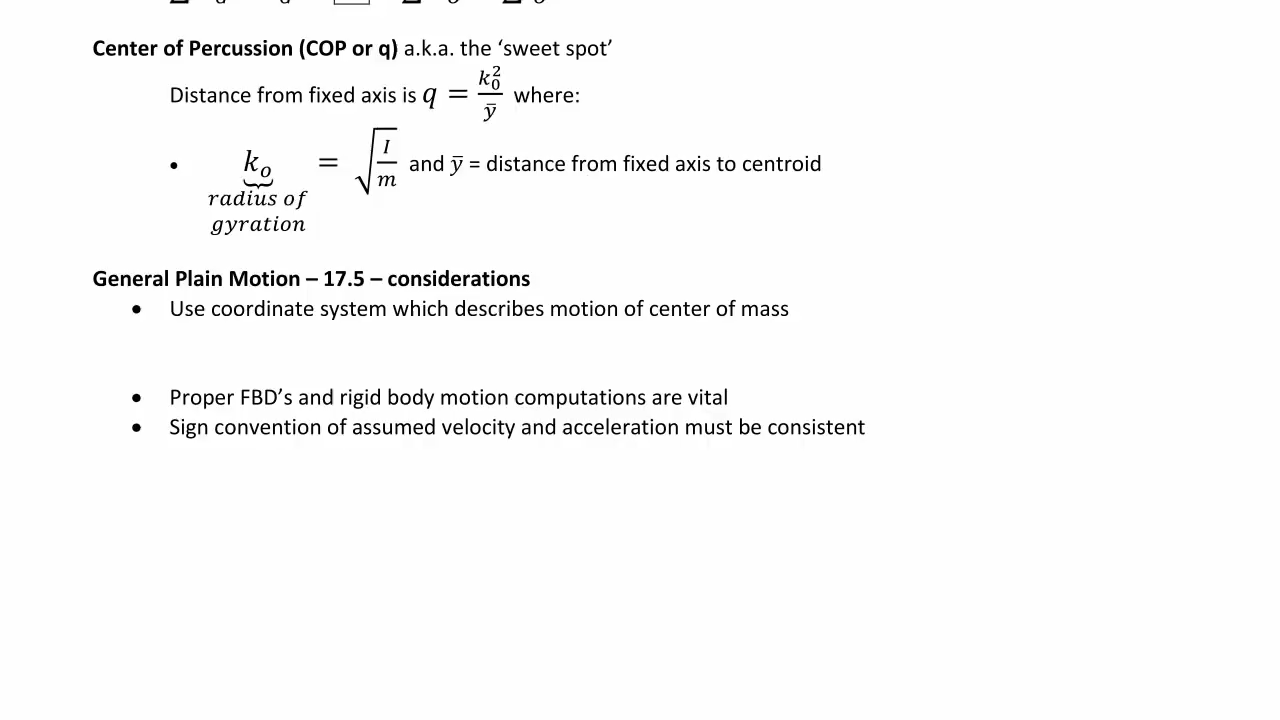 Center of Percussion (COP or q) a.k.a. the ‘sweet spot’
Distance from fixed axis is q = k₀²/ȳ where:
• kₒ = √(I/m) and ȳ = distance from fixed axis to centroid
radius of
gyration
General Plain Motion – 17.5 – considerations
• Use coordinate system which describes motion of center of mass
• Proper FBD’s and rigid body motion computations are vital
• Sign convention of assumed velocity and acceleration must be consistent